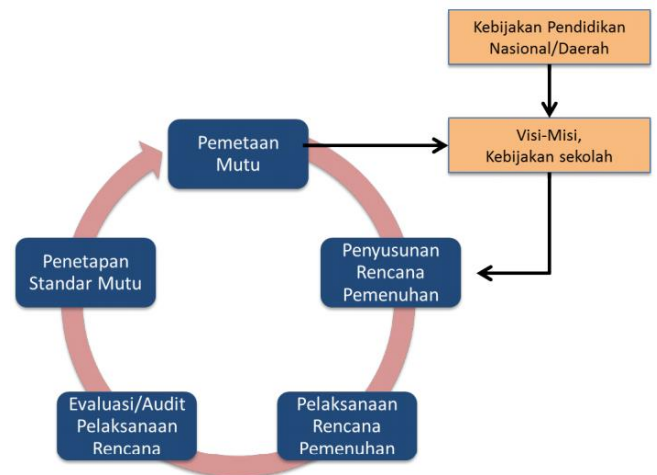 Kebijakan Pendidikan
Nasional/Daerah
Pemetaan
Mutu
Visi-Misi,
Kebijakan sekolah
Penetapan
Standar Mutu
Penyusunan
Rencana
Pemenuhan
Evaluasi/Audit
Pelaksanaan
Rencana
Pelaksanaan
Rencana
Pemenuhan